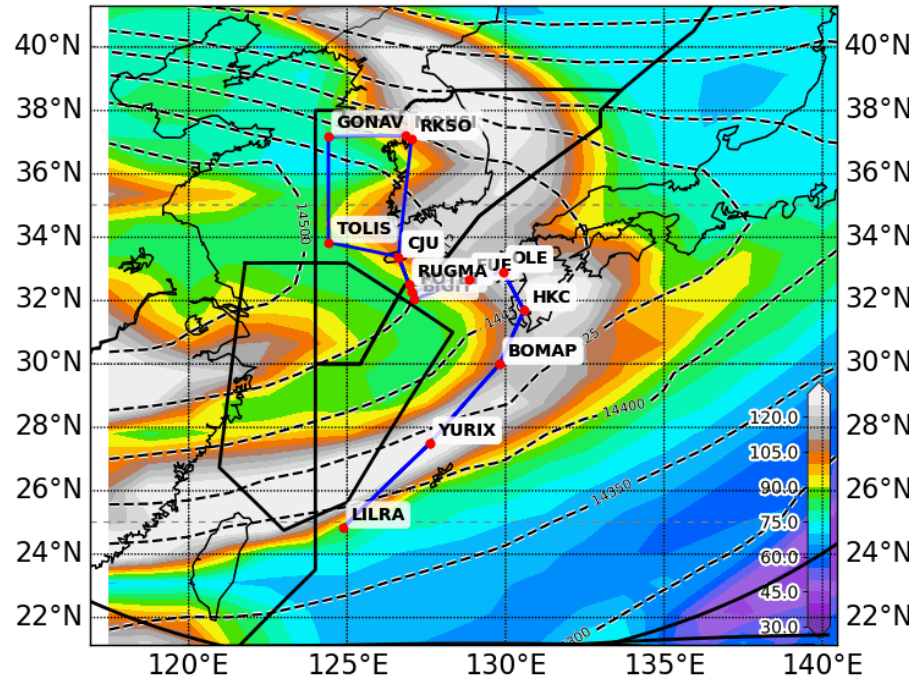 40°N
40°N
38°N
38°N
GONAV
RKSO
36°N
36°N
14500
34°N
TOLIS
CJU
34°N
OLE
RUGMA
32°N
HKC
32°N
25
30°N
BOMAP
30°N
14400
28°N
YURIX
28°N
120.0
105.0
26°N
14350
90.0
26°N
LILRA
75.0
24°N
60.0
24°N
45.0
22°N
30.0
22°N
120°E
125°E
130°E
135°E
140°E